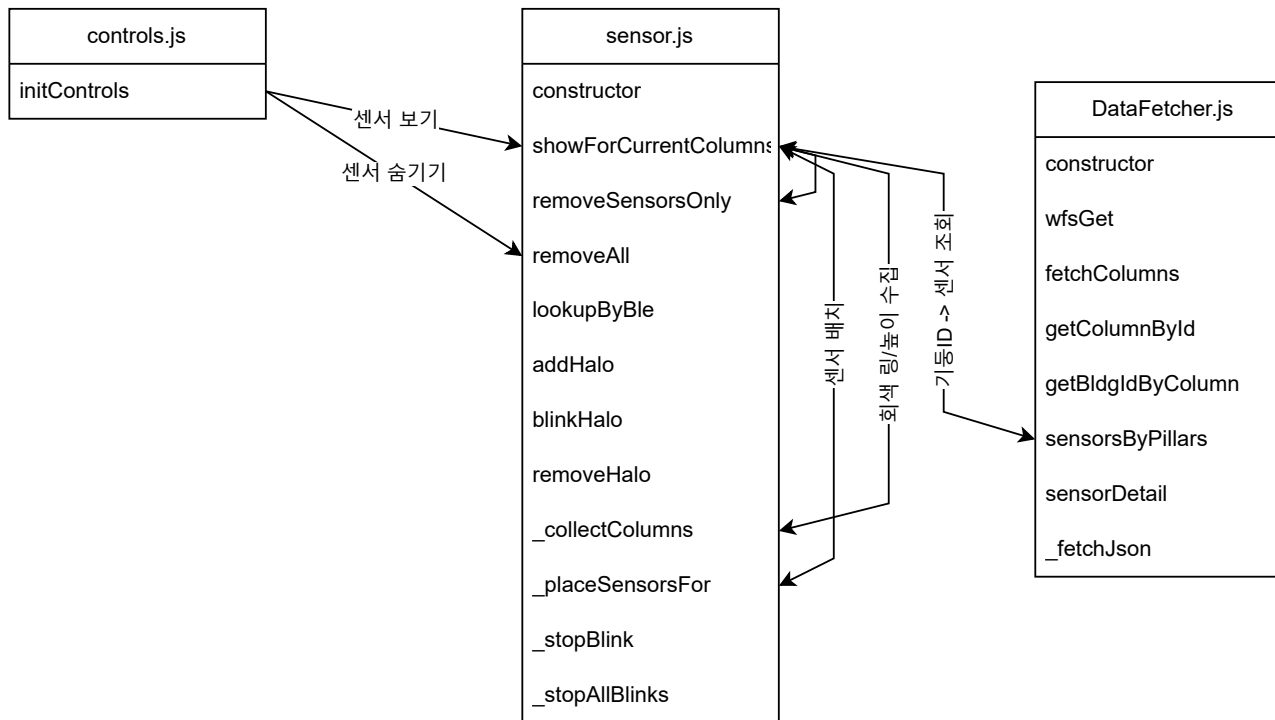 controls.js
initControls
센서 보기
센서 숨기기
sensor.js
constructor
showForCurrentColumns
removeSensorsOnly
removeAll
lookupByBle
addHalo
blinkHalo
removeHalo
_collectColumns
_placeSensorsFor
_stopBlink
_stopAllBlinks
센서 배치
회색 링/높이 수집
기둥ID -> 센서 조회
DataFetcher.js
constructor
wfsGet
fetchColumns
getColumnById
getBldgIdByColumn
sensorsByPillars
sensorDetail
_fetchJson